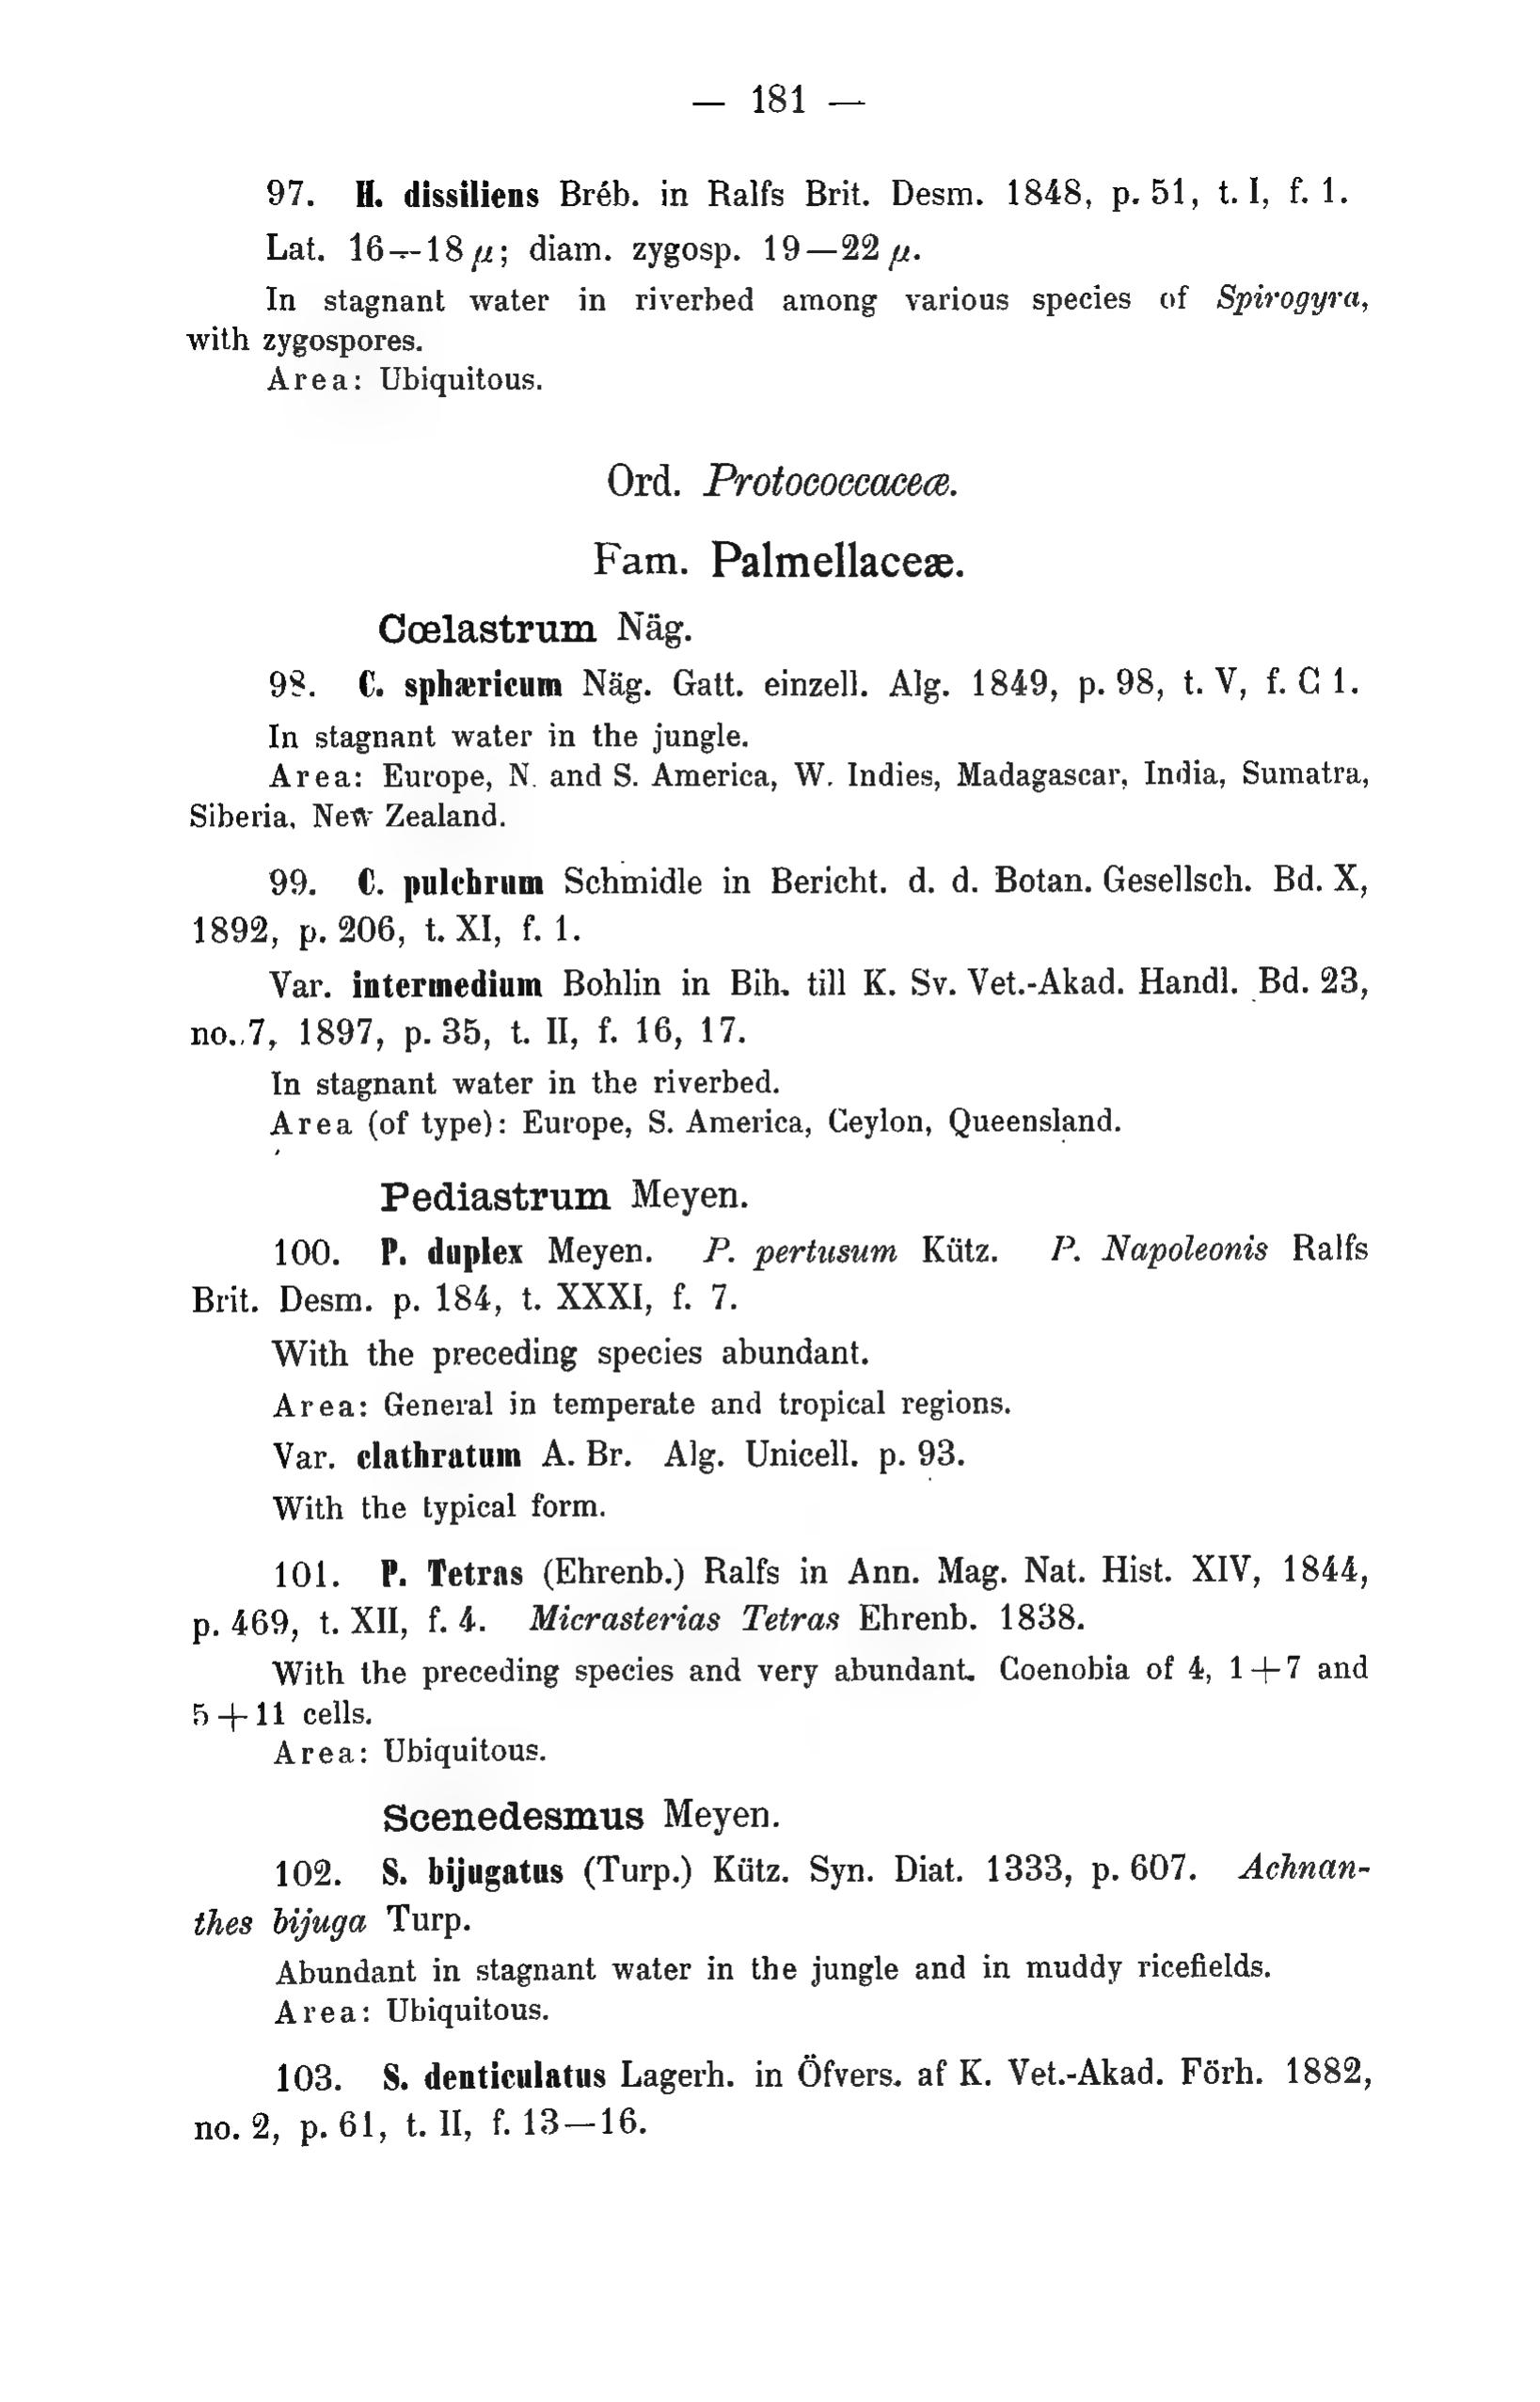 — 181 —
97. H. dissiliens Bréb. in Ralfs Brit. Desm. 1848, p. 51, t. I, f. 1.
Lat. 16—18 µ; diam. zygosp. 19—22 µ.
In stagnant water in riverbed among various species of Spirogyra,
with zygospores.
Area: Ubiquitous.
Ord. Protococcaceæ.
Fam. Palmellaceæ.
Cœlastrum Näg.
98. C. sphæricum Näg. Gatt. einzell. Alg. 1849, p. 98, t. V, f. C 1.
In stagnant water in the jungle.
Area: Europe, N. and S. America, W. Indies, Madagascar, India, Sumatra,
Siberia, New Zealand.
99. C. pulchrum Schmidle in Bericht. d. d. Botan. Gesellsch. Bd. X,
1892, p. 206, t. XI, f. 1.
Var. intermedium Bohlin in Bih. till K. Sv. Vet.-Akad. Handl. Bd. 23,
no. 7, 1897, p. 35, t. II, f. 16, 17.
In stagnant water in the riverbed.
Area (of type): Europe, S. America, Ceylon, Queensland.
Pediastrum Meyen.
100. P. duplex Meyen. P. pertusum Kütz. P. Napoleonis Ralfs
Brit. Desm. p. 184, t. XXXI, f. 7.
With the preceding species abundant.
Area: General in temperate and tropical regions.
Var. clathratum A. Br. Alg. Unicell. p. 93.
With the typical form.
101. P. Tetras (Ehrenb.) Ralfs in Ann. Mag. Nat. Hist. XIV, 1844,
p. 469, t. XII, f. 4. Micrasterias Tetras Ehrenb. 1838.
With the preceding species and very abundant. Coenobia of 4, 1+7 and
5+11 cells.
Area: Ubiquitous.
Scenedesmus Meyen.
102. S. bijugatus (Turp.) Kütz. Syn. Diat. 1333, p. 607. Achnan-
thes bijuga Turp.
Abundant in stagnant water in the jungle and in muddy ricefields.
Area: Ubiquitous.
103. S. denticulatus Lagerh. in Öfvers. af K. Vet.-Akad. Förh. 1882,
no. 2, p. 61, t. II, f. 13—16.